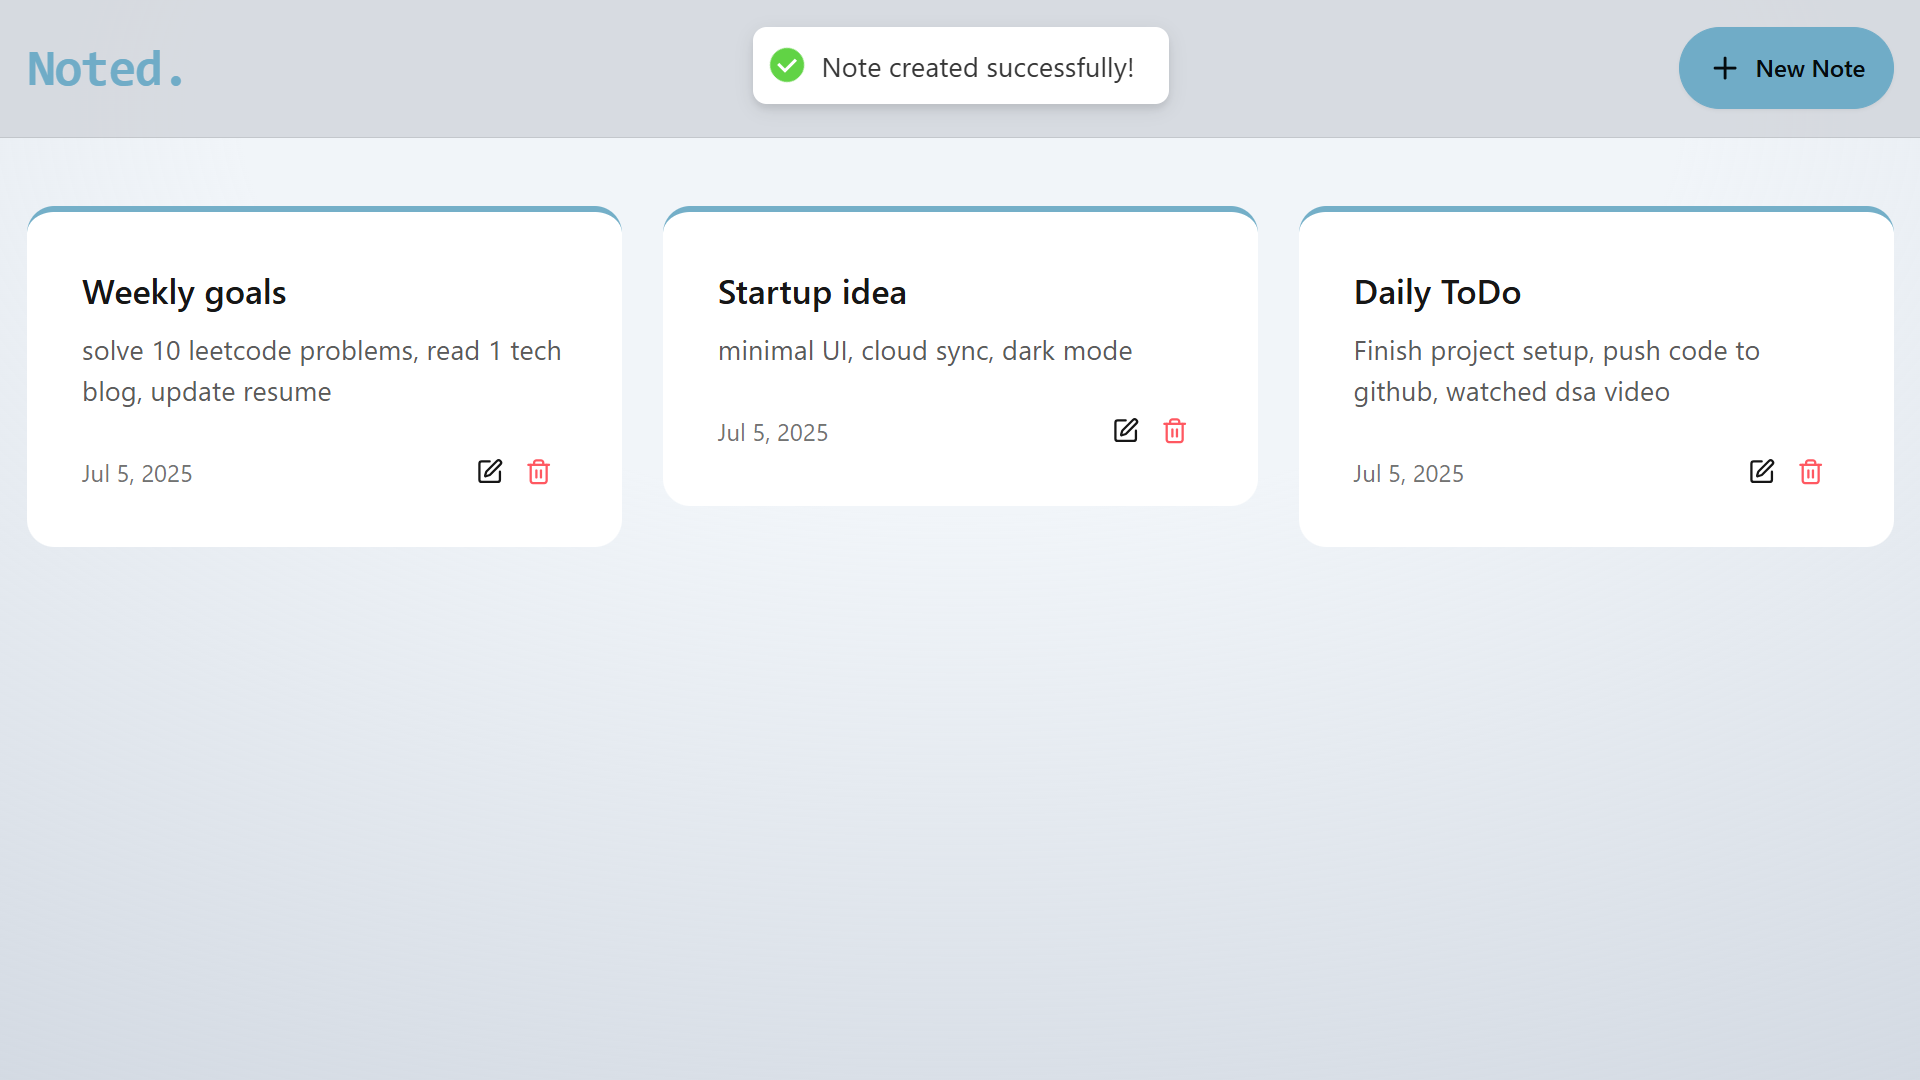 Noted.
Note created successfully!
New Note
Weekly goals
solve 10 leetcode problems, read 1 tech
blog, update resume
Jul 5, 2025
Startup idea
minimal UI, cloud sync, dark mode
Jul 5, 2025
Daily ToDo
Finish project setup, push code to
github, watched dsa video
Jul 5, 2025